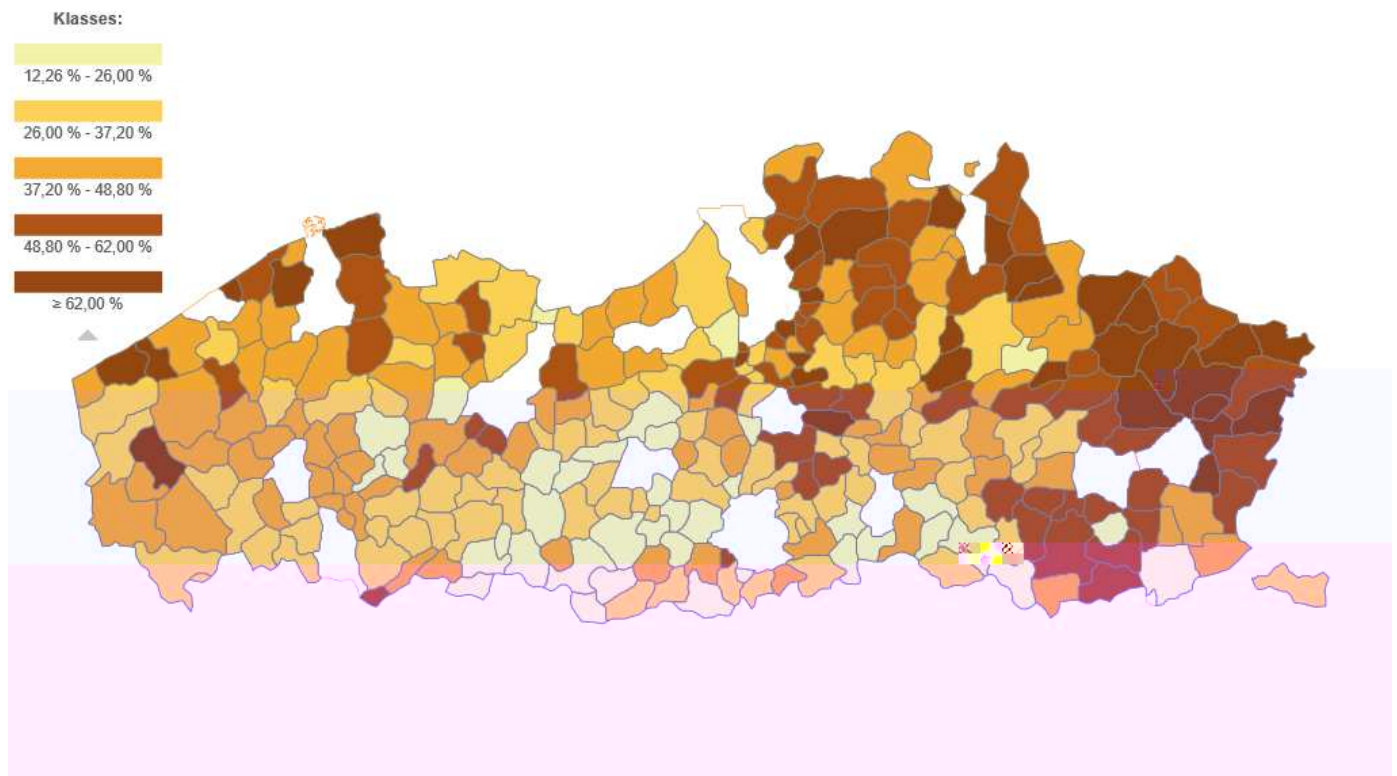 Klasses:
12,26 % - 26,00 %
26,00 % - 37,20 %
37,20 % - 48,80 %
48,80 % - 62,00 %
≥ 62,00 %